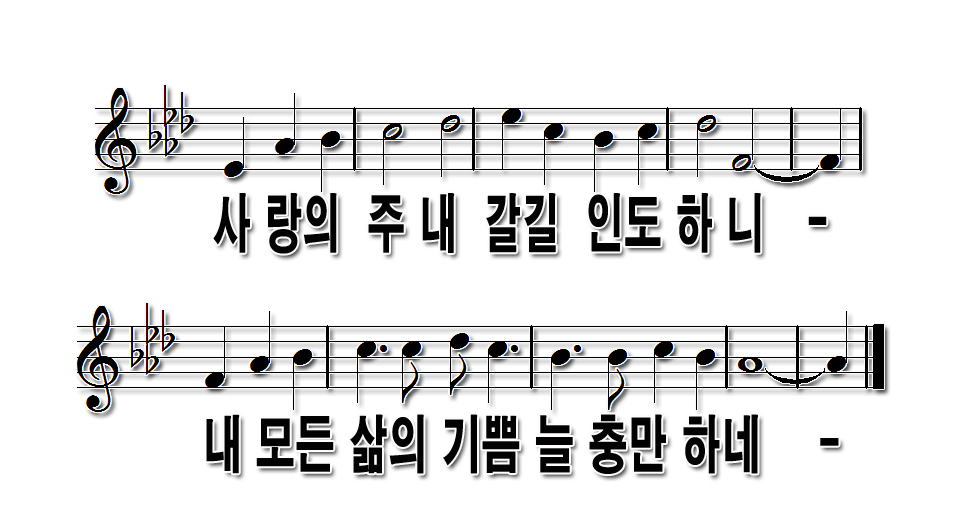 사 랑의 주 내 갈길 인도 하 니 -
내 모든 삶의 기쁨 늘 충만 하네 -